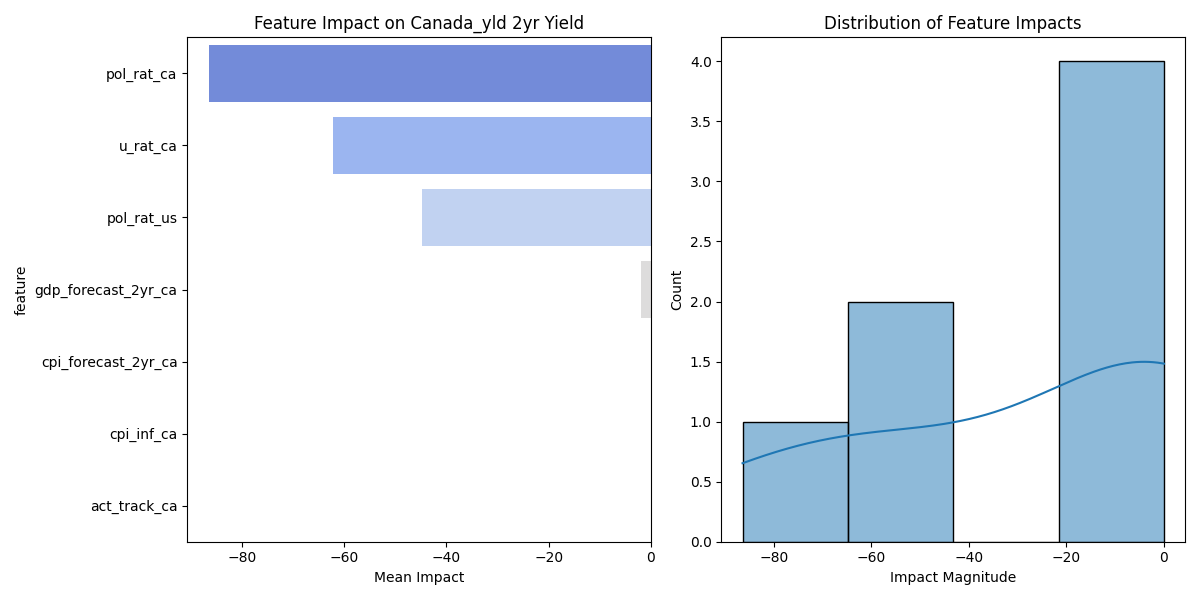 Feature Impact on Canada_yld 2yr Yield
feature
pol_rat_ca
u_rat_ca
pol_rat_us
gdp_forecast_2yr_ca
cpi_forecast_2yr_ca
cpi_inf_ca
act_track_ca
−80 −60 −40 −20 0
Mean Impact
Distribution of Feature Impacts
Count
4.0
3.5
3.0
2.5
2.0
1.5
1.0
0.5
0.0
−80 −60 −40 −20 0
Impact Magnitude